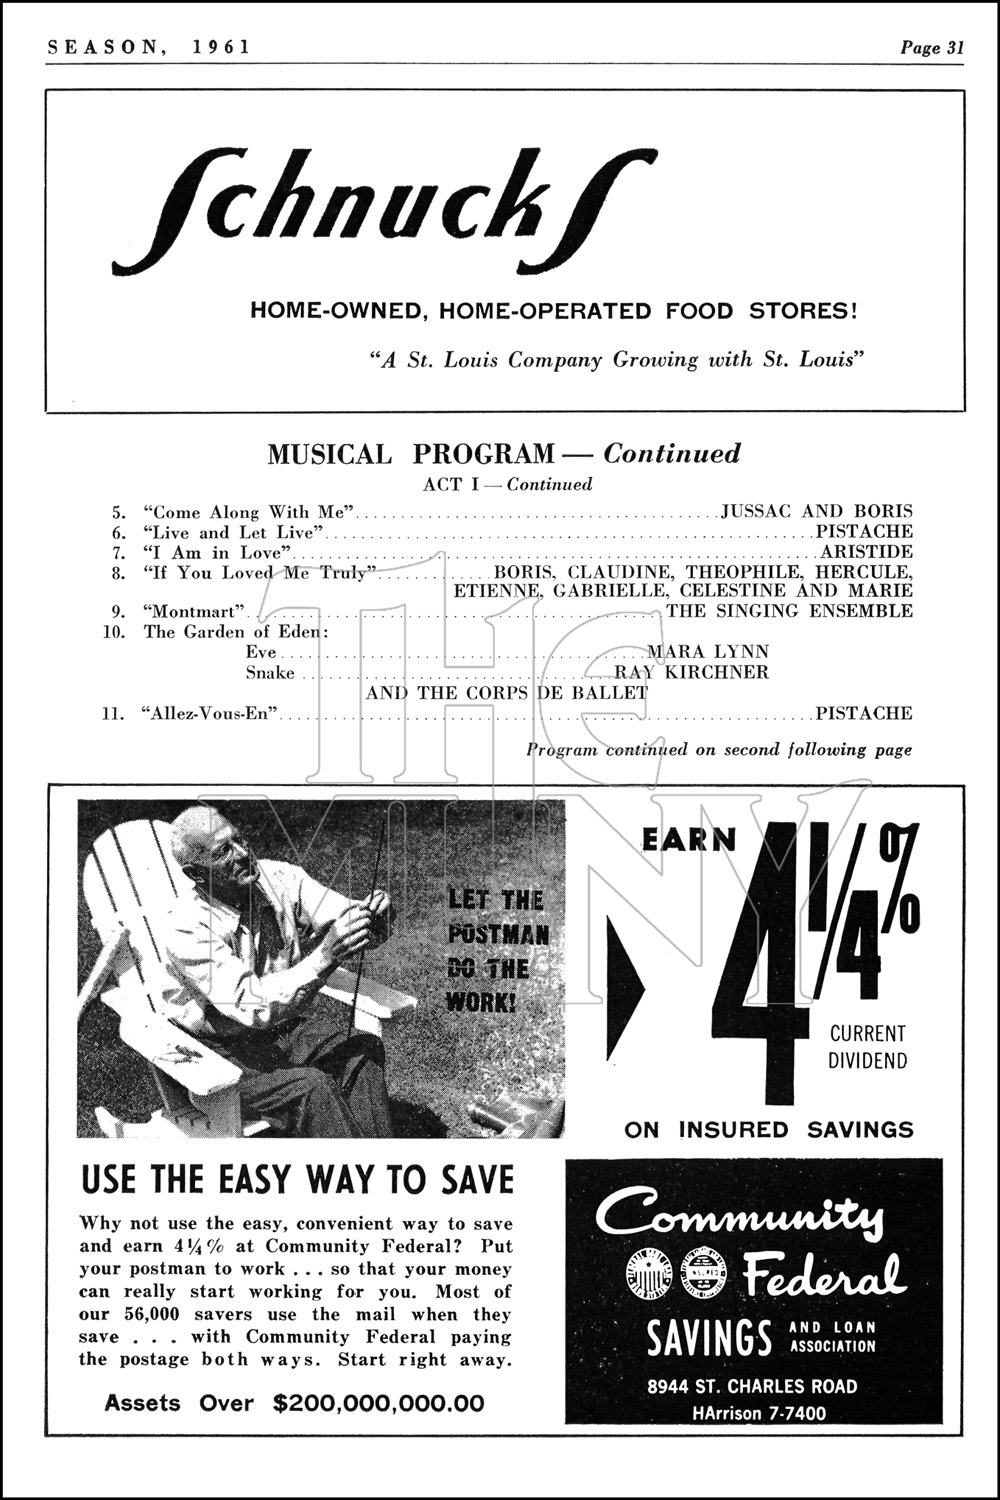 SEASON, 1961 Page 31
Schnucks
HOME-OWNED, HOME-OPERATED FOOD STORES!
“A St. Louis Company Growing with St. Louis”
MUSICAL PROGRAM — Continued
ACT I — Continued
5. “Come Along With Me” JUSSAC AND BORIS
6. “Live and Let Live” PISTACHE
7. “I Am in Love” ARISTIDE
8. “If You Loved Me Truly” BORIS, CLAUDINE, THEOPHILE, HERCULE,
ETIENNE, GABRIELLE, CELESTINE AND MARIE
9. “Montmart” THE SINGING ENSEMBLE
10. The Garden of Eden:
Eve MARA LYNN
Snake RAY KIRCHNER
AND THE CORPS DE BALLET
11. “Allez-Vous-En” PISTACHE
Program continued on second following page
THE
MUNY
LET THE
POSTMAN
DO THE
WORK!
EARN
4 1/4 %
CURRENT
DIVIDEND
ON INSURED SAVINGS
USE THE EASY WAY TO SAVE
Why not use the easy, convenient way to save
and earn 4¼% at Community Federal? Put
your postman to work . . . so that your money
can really start working for you. Most of
our 56,000 savers use the mail when they
save . . . with Community Federal paying
the postage both ways. Start right away.
Assets Over $200,000,000.00
Community
Federal
SAVINGS AND LOAN
ASSOCIATION
8944 ST. CHARLES ROAD
HArrison 7-7400